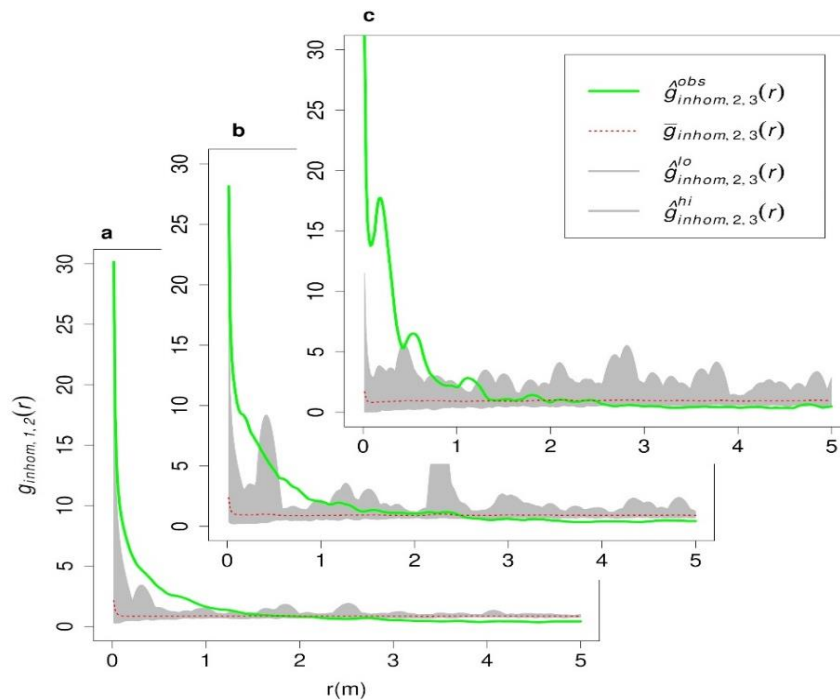 c
30
25
20
15
10
5
0
0 1 2 3 4 5
ĝ^obs_inhom, 2, 3(r)
g̅_inhom, 2, 3(r)
ĝ^lo_inhom, 2, 3(r)
ĝ^hi_inhom, 2, 3(r)
b
30
25
20
15
10
5
0
0 1 2 3 4 5
a
30
25
20
15
10
5
0
0 1 2 3 4 5
g_inhom, 1, 2(r)
r(m)